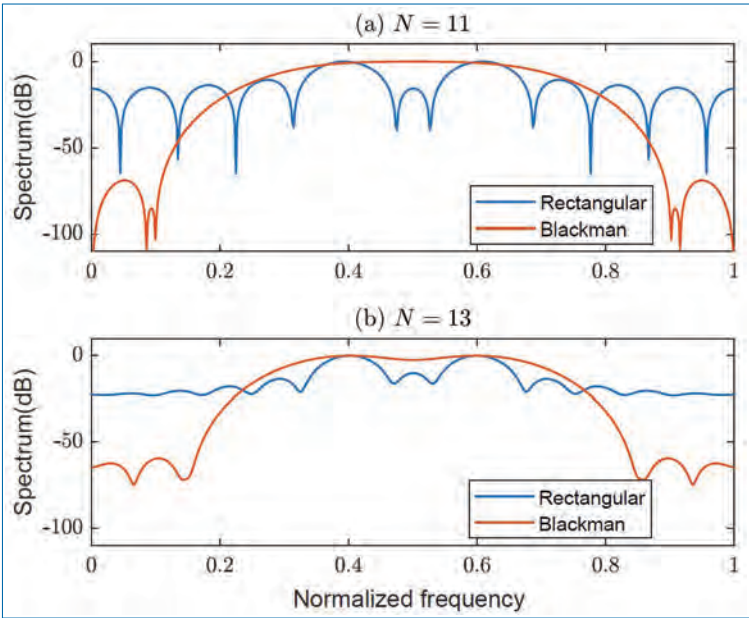 (a) N = 11
0
-50
-100
Spectrum(dB)
Rectangular
Blackman
0 0.2 0.4 0.6 0.8 1
(b) N = 13
0
-50
-100
Spectrum(dB)
Rectangular
Blackman
0 0.2 0.4 0.6 0.8 1
Normalized frequency